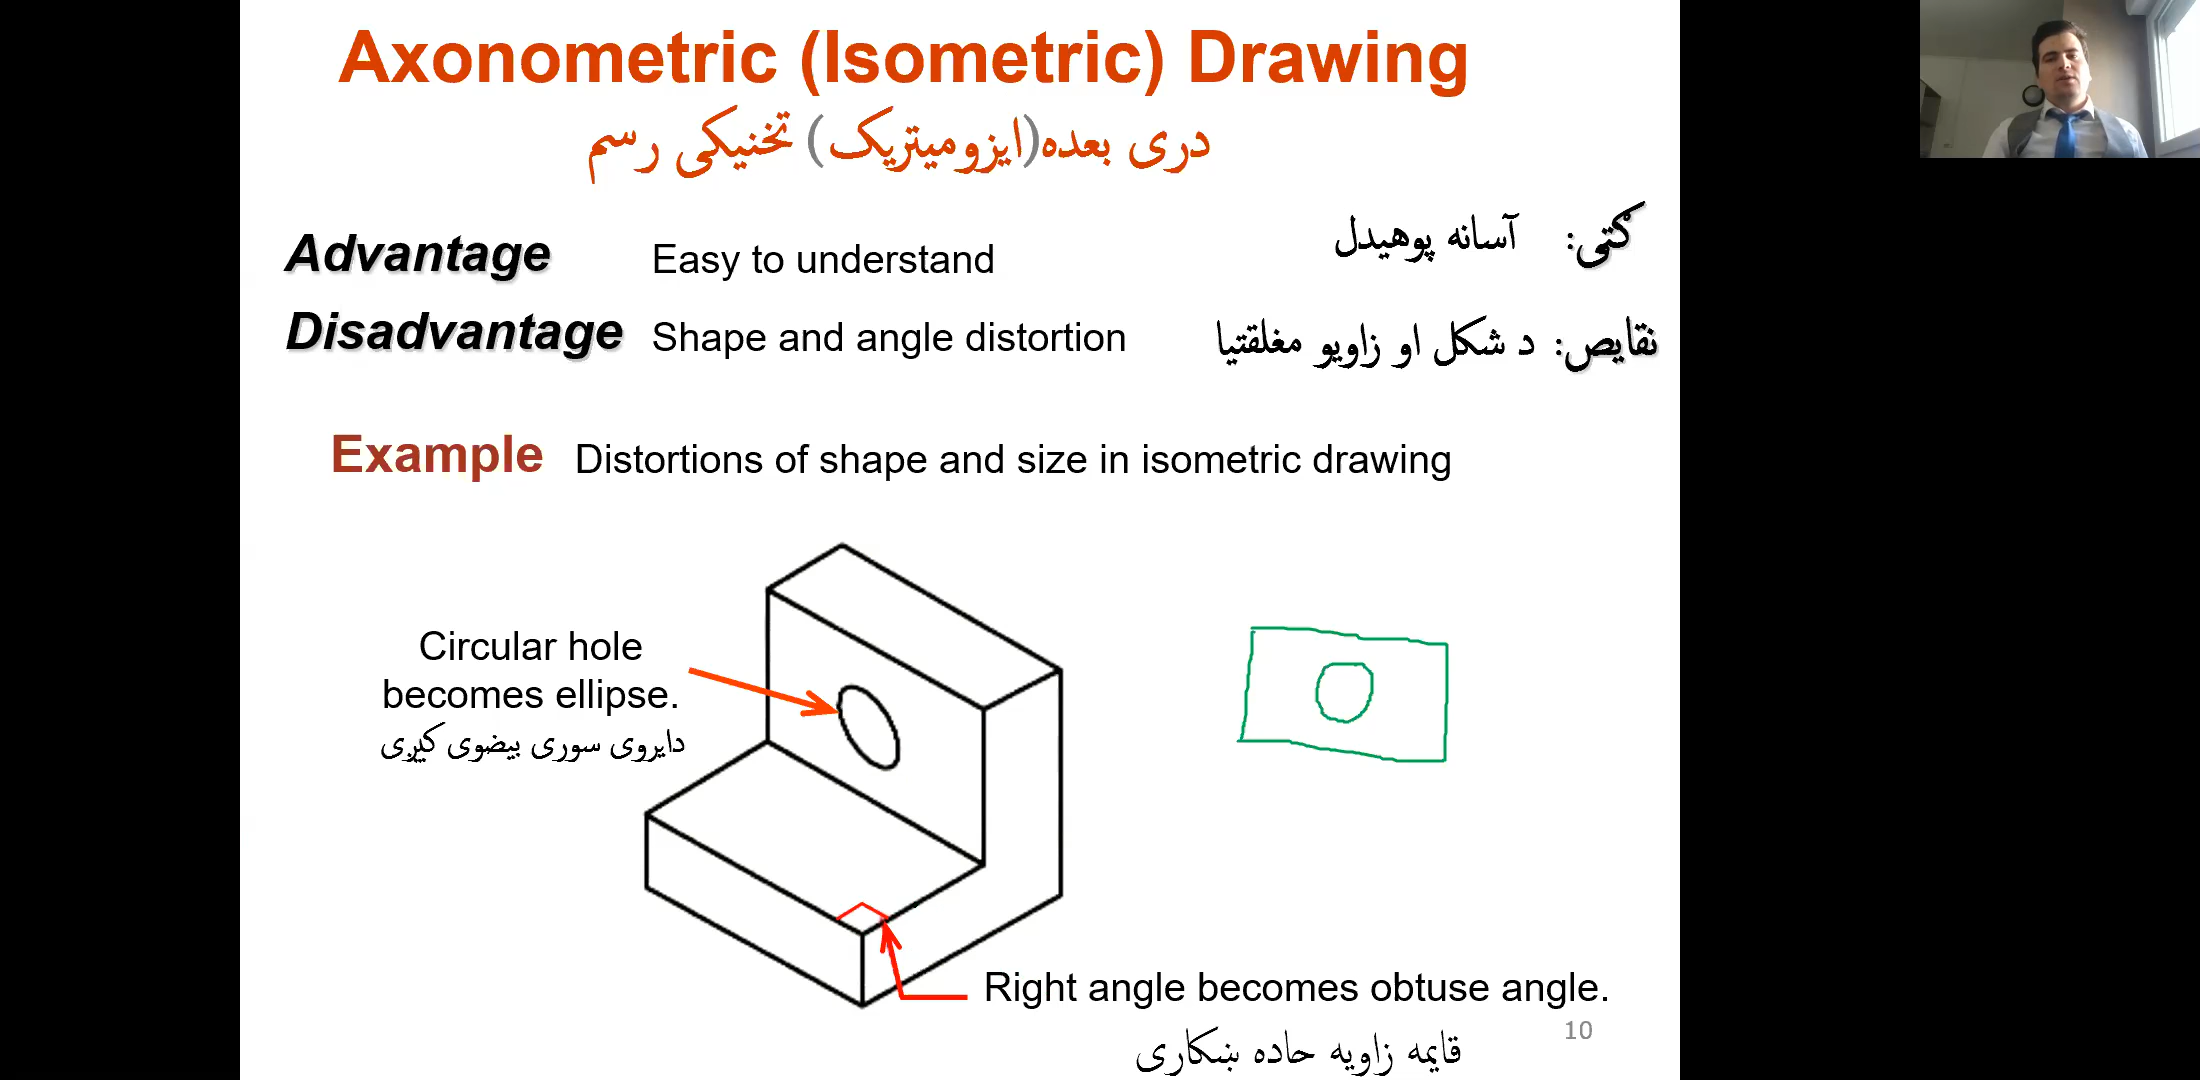 Axonometric (Isometric) Drawing
دری بعده(ایزومیتریک) تخنیکی رسم
Advantage Easy to understand
ګتی: آسانه پوهیدل
Disadvantage Shape and angle distortion
نقایص: د شکل او زاویو مغلقتیا
Example Distortions of shape and size in isometric drawing
Circular hole
becomes ellipse.
دایروی سوری بیضوی کیږی
Right angle becomes obtuse angle.
قایمه زاویه حاده ښکاری
10